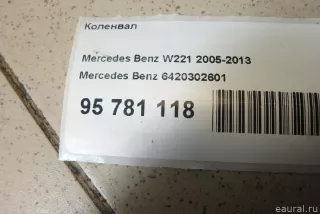 Коленвал
Mercedes Benz W221 2005-2013
Mercedes Benz 6420302601
95 781 118
eaural.ru